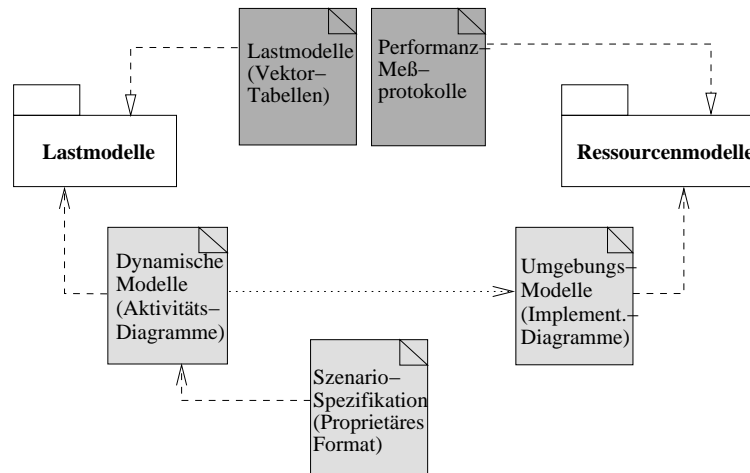 Lastmodelle
(Vektor–
Tabellen)
Performanz–
Meß–
protokolle
Lastmodelle
Ressourcenmodelle
Dynamische
Modelle
(Aktivitäts–
Diagramme)
Umgebungs–
Modelle
(Implement.–
Diagramme)
Szenario–
Spezifikation
(Proprietäres
Format)